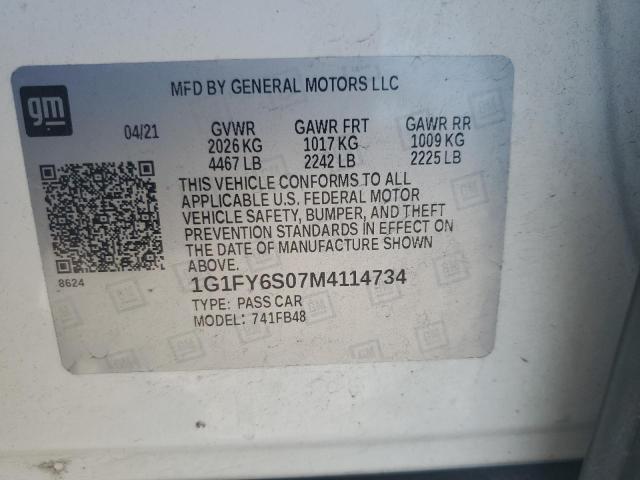 gm
MFD BY GENERAL MOTORS LLC
04/21 GVWR GAWR FRT GAWR RR
2026 KG 1017 KG 1009 KG
4467 LB 2242 LB 2225 LB
THIS VEHICLE CONFORMS TO ALL
APPLICABLE U.S. FEDERAL MOTOR
VEHICLE SAFETY, BUMPER, AND THEFT
PREVENTION STANDARDS IN EFFECT ON
THE DATE OF MANUFACTURE SHOWN
ABOVE.
8624
1G1FY6S07M4114734
TYPE: PASS CAR
MODEL: 741FB48